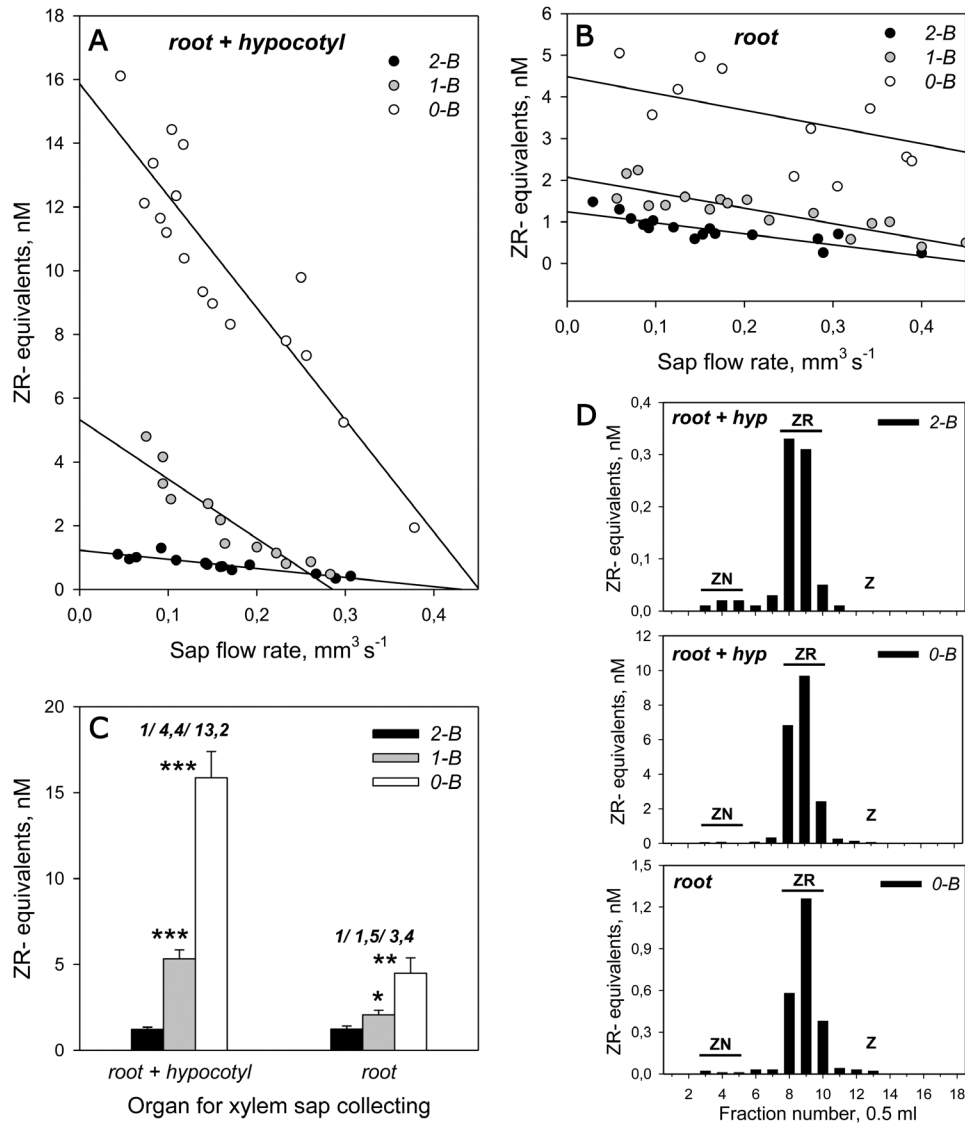 A
root + hypocotyl
2-B
1-B
0-B
ZR- equivalents, nM
18
16
14
12
10
8
6
4
2
0
0,0
0,1
0,2
0,3
0,4
Sap flow rate, mm³ s⁻¹
B
root
2-B
1-B
0-B
ZR- equivalents, nM
6
5
4
3
2
1
0
0,0
0,1
0,2
0,3
0,4
Sap flow rate, mm³ s⁻¹
C
1/ 4,4/ 13,2
2-B
1-B
0-B
***
***
1/ 1,5/ 3,4
**
*
ZR- equivalents, nM
20
15
10
5
0
root + hypocotyl
root
Organ for xylem sap collecting
D
root + hyp
ZR
2-B
ZN
Z
ZR- equivalents, nM
0,4
0,3
0,2
0,1
0,0
root + hyp
ZR
0-B
ZN
Z
ZR- equivalents, nM
12
10
8
6
4
2
0
root
ZR
0-B
ZN
Z
ZR- equivalents, nM
1,5
1,2
0,9
0,6
0,3
0,0
2
4
6
8
10
12
14
16
18
Fraction number, 0.5 ml